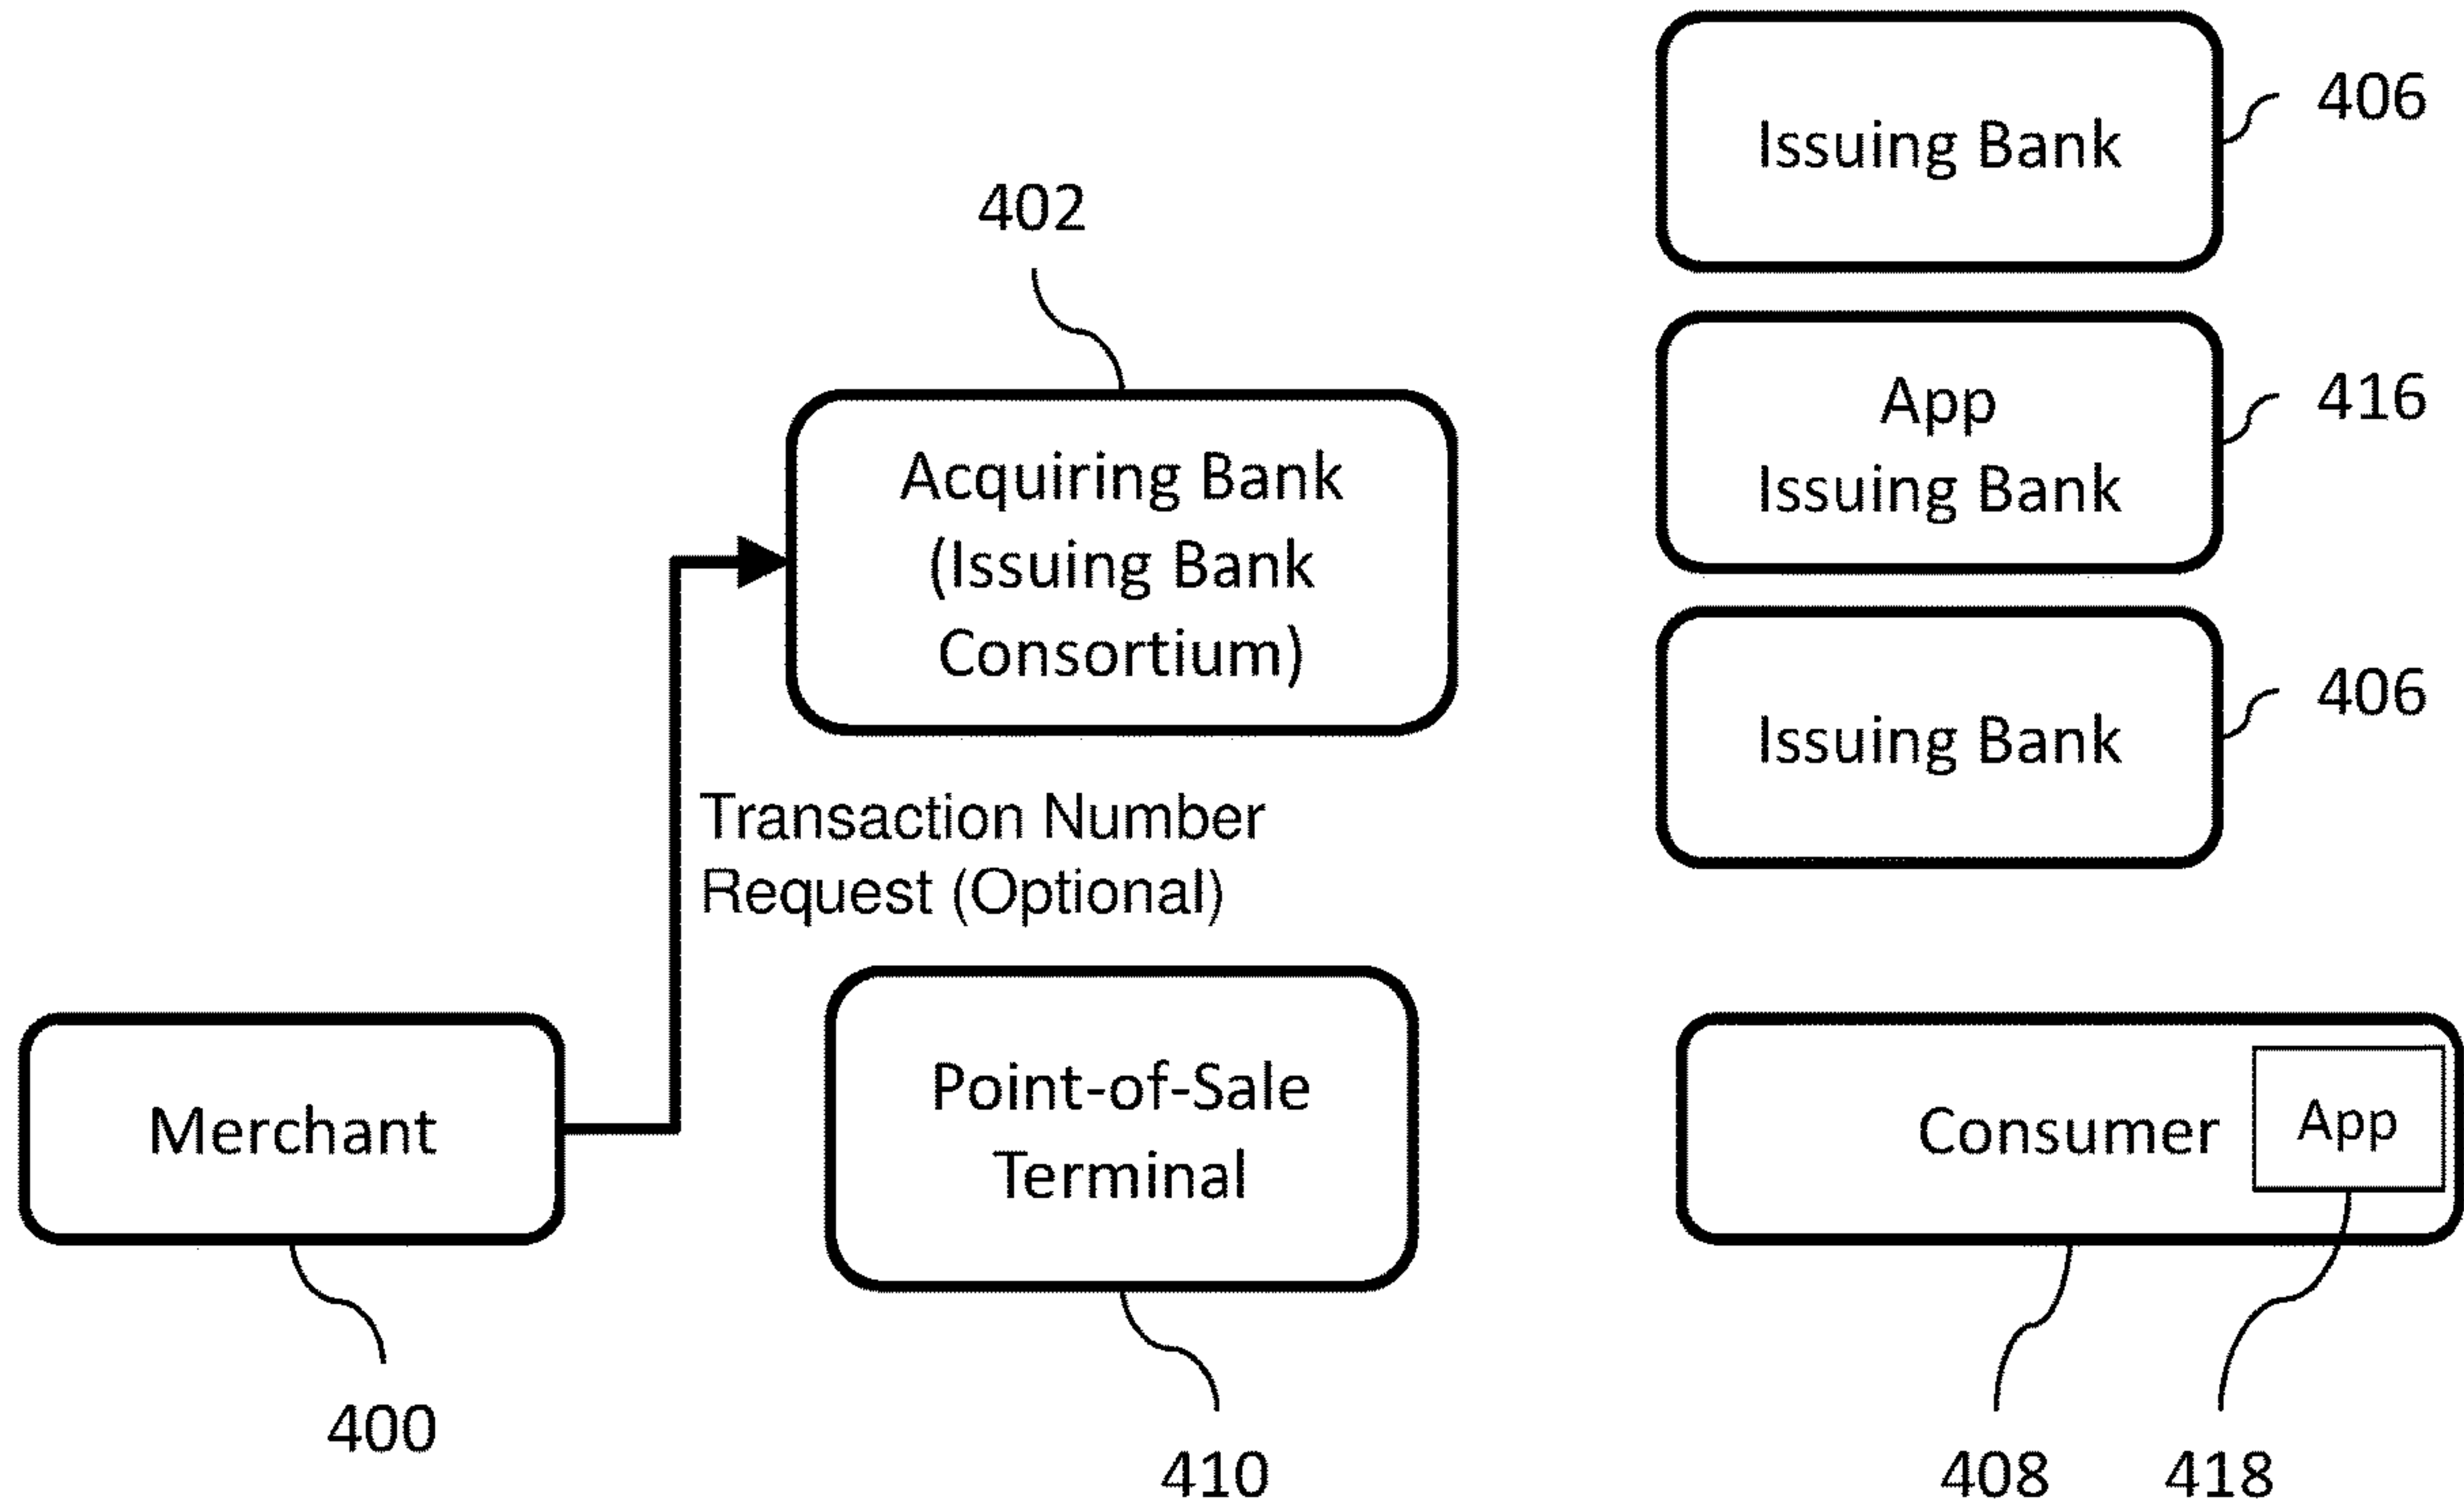 Issuing Bank
406
402
App
Issuing Bank
416
Acquiring Bank
(Issuing Bank
Consortium)
Issuing Bank
406
Transaction Number
Request (Optional)
Merchant
400
Point-of-Sale
Terminal
410
Consumer
App
408
418